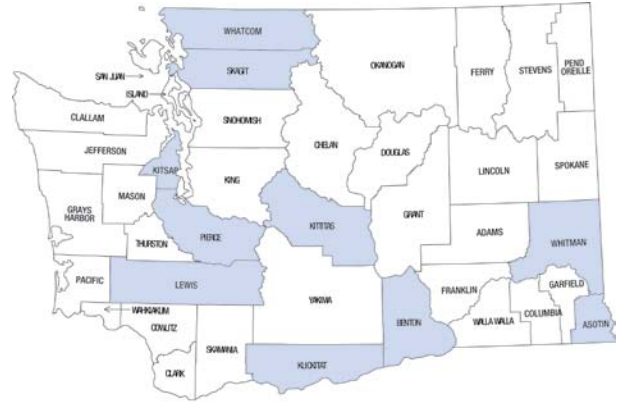 WHATCOM
SKAGIT
SAN JUAN
ISLAND
OKANOGAN
FERRY
STEVENS
PEND
OREILLE
CLALLAM
SNOHOMISH
JEFFERSON
CHELAN
DOUGLAS
KITSAP
KING
LINCOLN
SPOKANE
MASON
GRAYS
HARBOR
GRANT
THURSTON
PIERCE
KITTITAS
ADAMS
WHITMAN
PACIFIC
LEWIS
YAKIMA
FRANKLIN
GARFIELD
WAHKIAKUM
COWLITZ
BENTON
WALLA WALLA
COLUMBIA
ASOTIN
SKAMANIA
CLARK
KLICKITAT